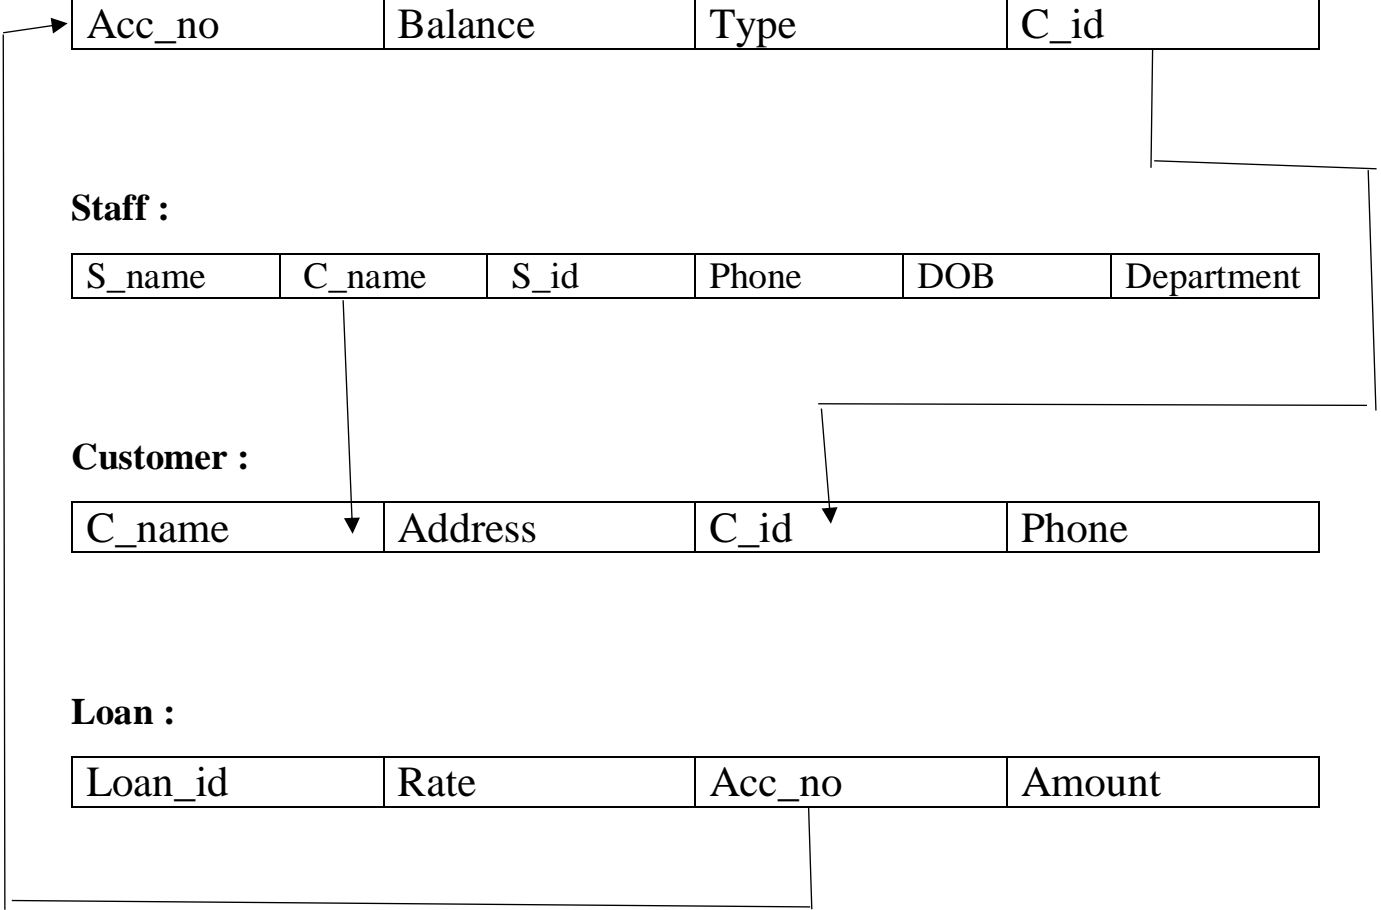 Acc_no Balance Type C_id
Staff :
S_name C_name S_id Phone DOB Department
Customer :
C_name Address C_id Phone
Loan :
Loan_id Rate Acc_no Amount